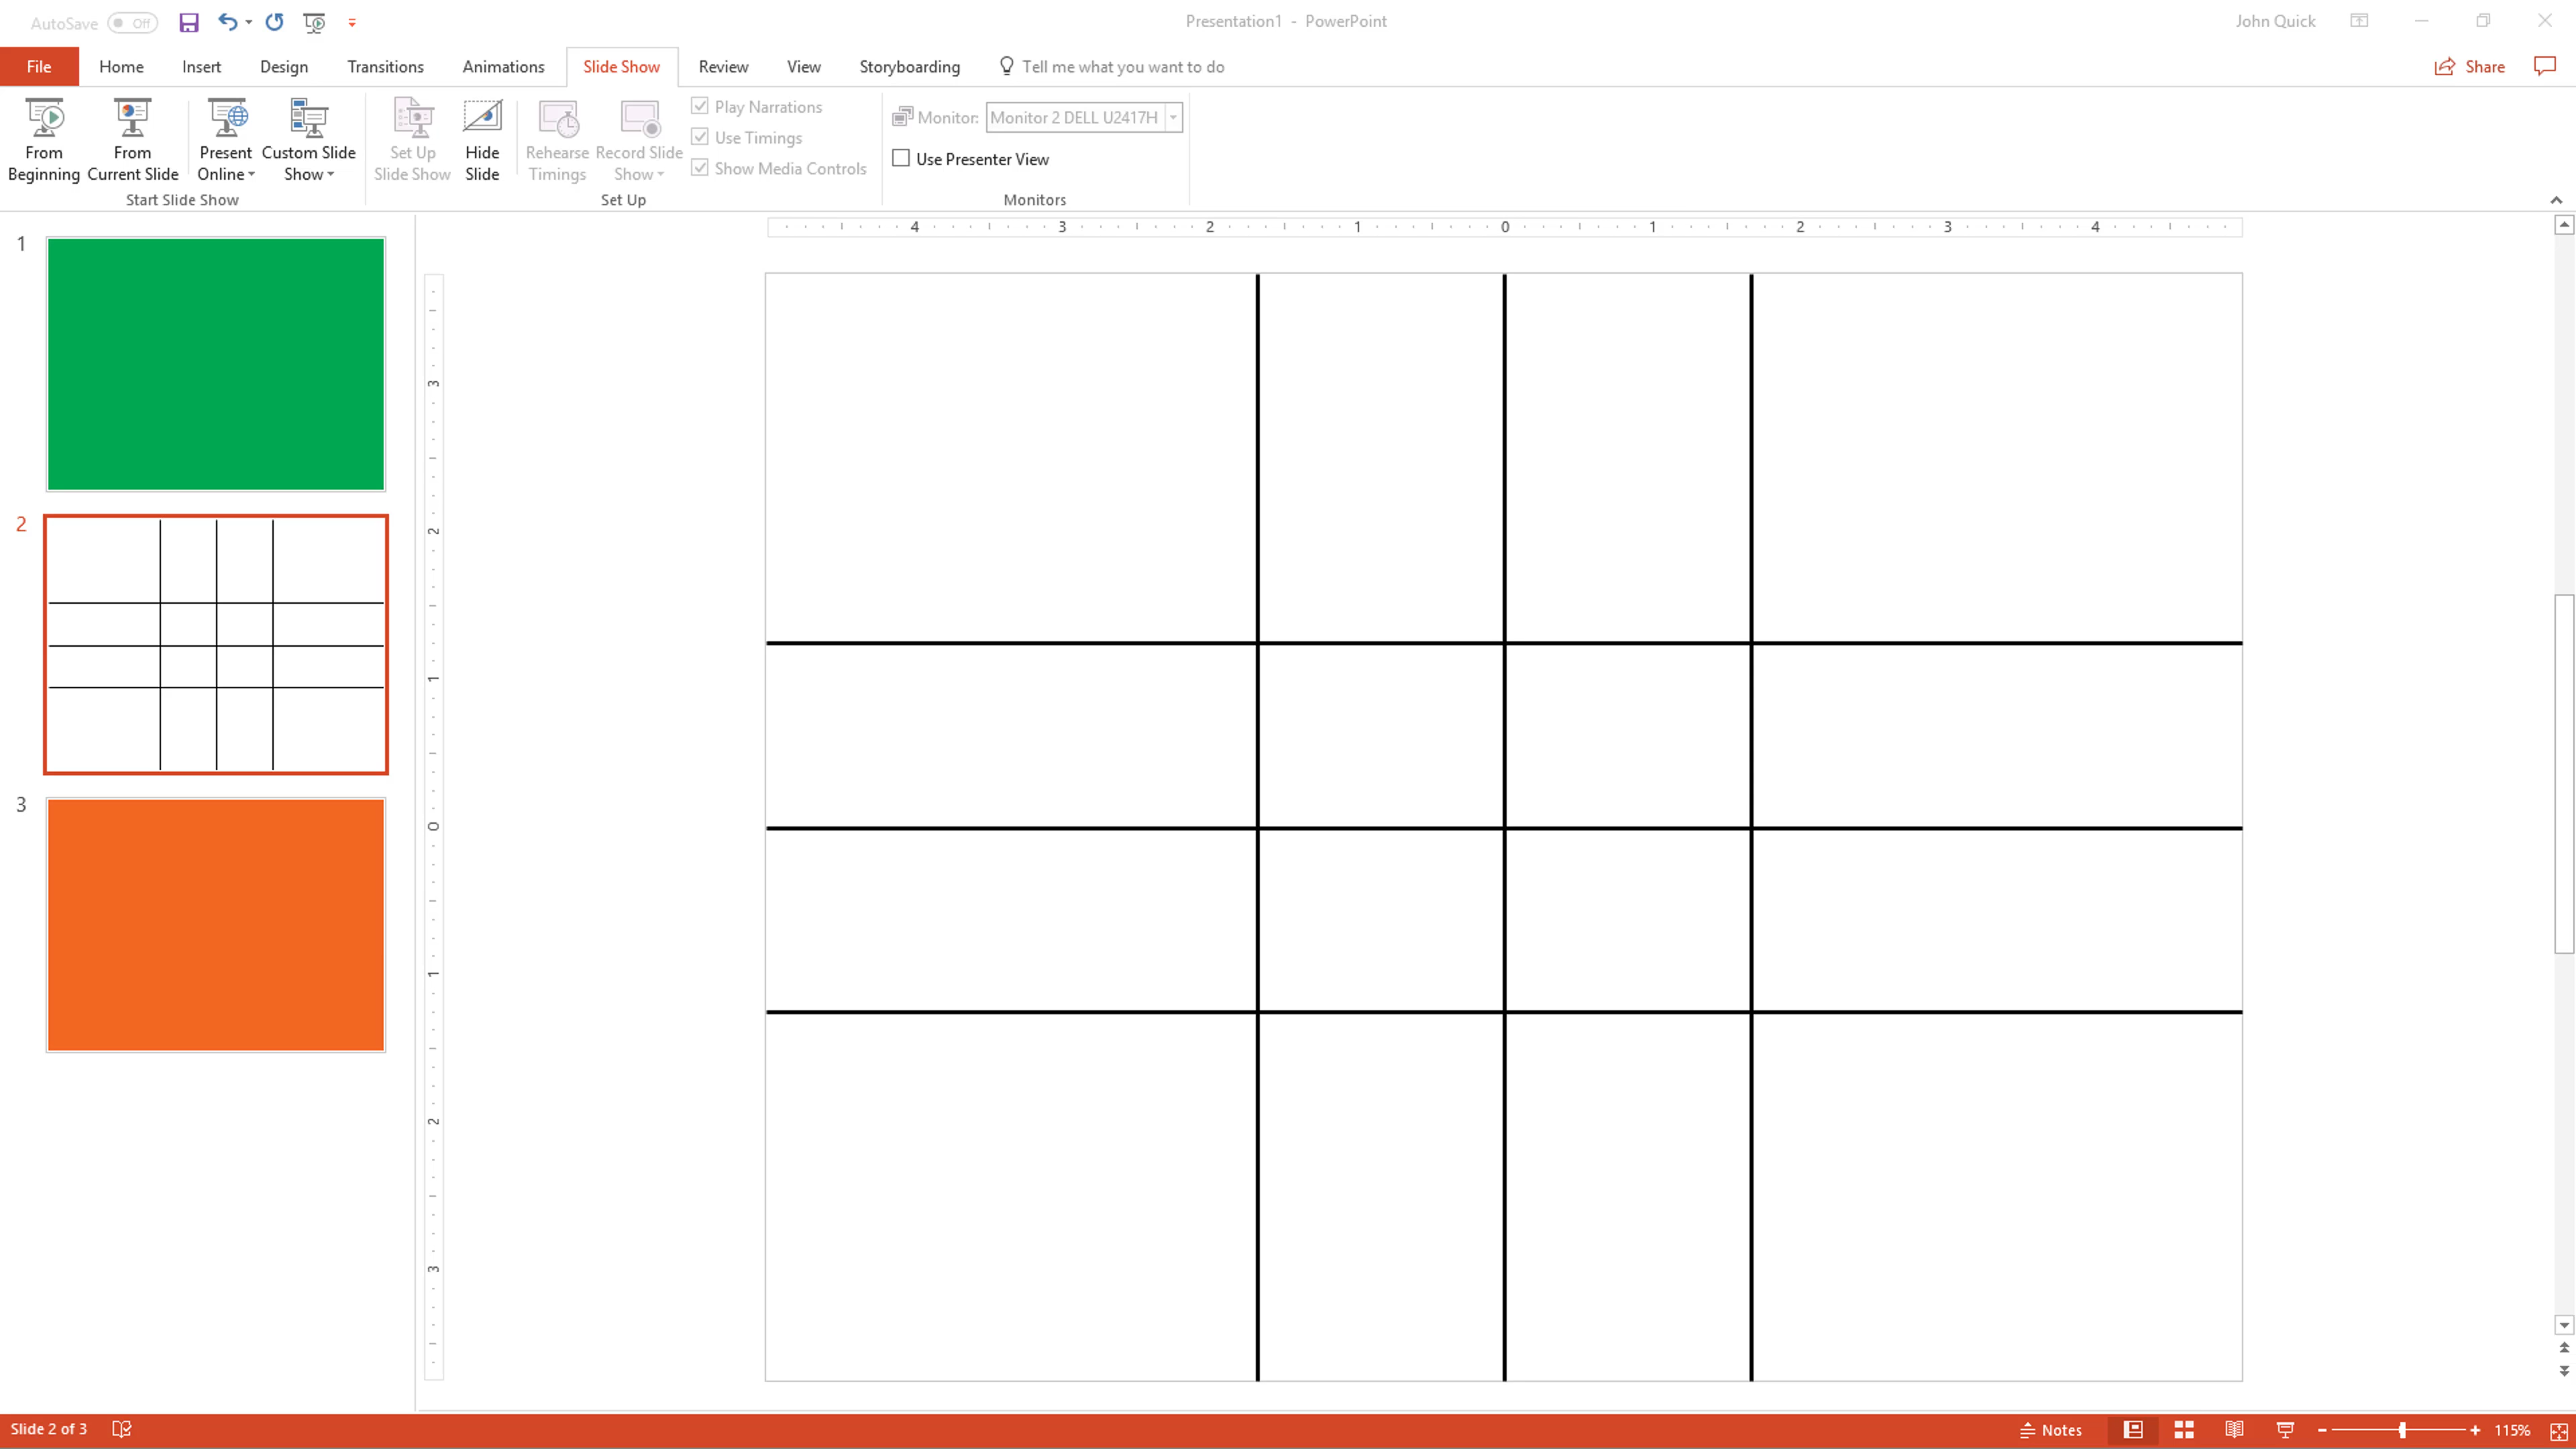 AutoSave Off
Presentation1 - PowerPoint
John Quick
File Home Insert Design Transitions Animations Slide Show Review View Storyboarding Tell me what you want to do
Share
From Beginning
From Current Slide
Present Online
Custom Slide Show
Start Slide Show
Set Up Slide Show
Hide Slide
Rehearse Timings
Record Slide Show
Play Narrations
Use Timings
Show Media Controls
Set Up
Monitor: Monitor 2 DELL U2417H
Use Presenter View
Monitors
4 3 2 1 0 1 2 3 4
1
2
3
3
2
1
0
1
2
3
Slide 2 of 3
Notes
115%